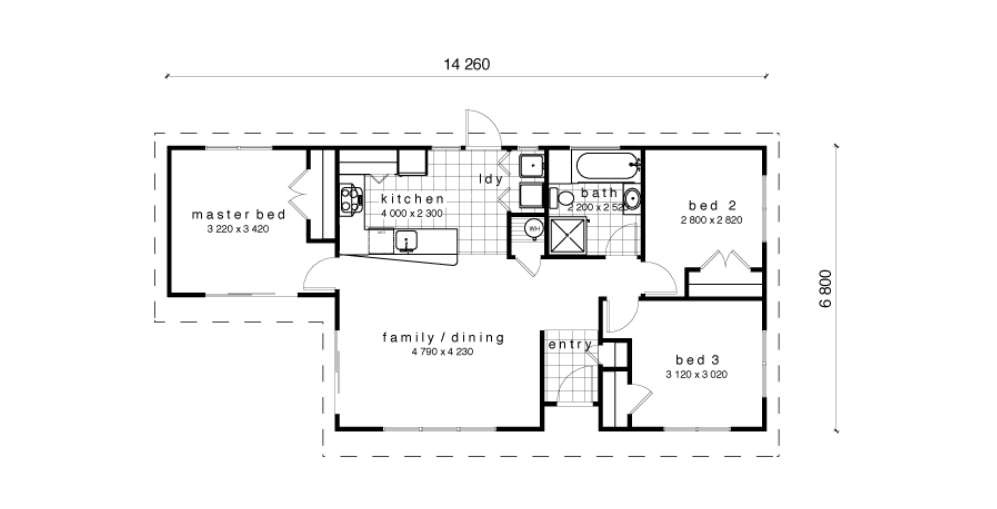 14 260
ldy
kitchen
4 000 x 2 300
master bed
3 220 x 3 420
bath
2 200 x 2 520
bed 2
2 800 x 2 820
WH
6 800
family / dining
4 790 x 4 230
entry
bed 3
3 120 x 3 020